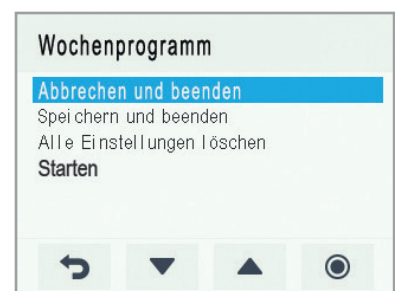 Wochenprogramm
Abbrechen und beenden
Speichern und beenden
Alle Einstellungen löschen
Starten